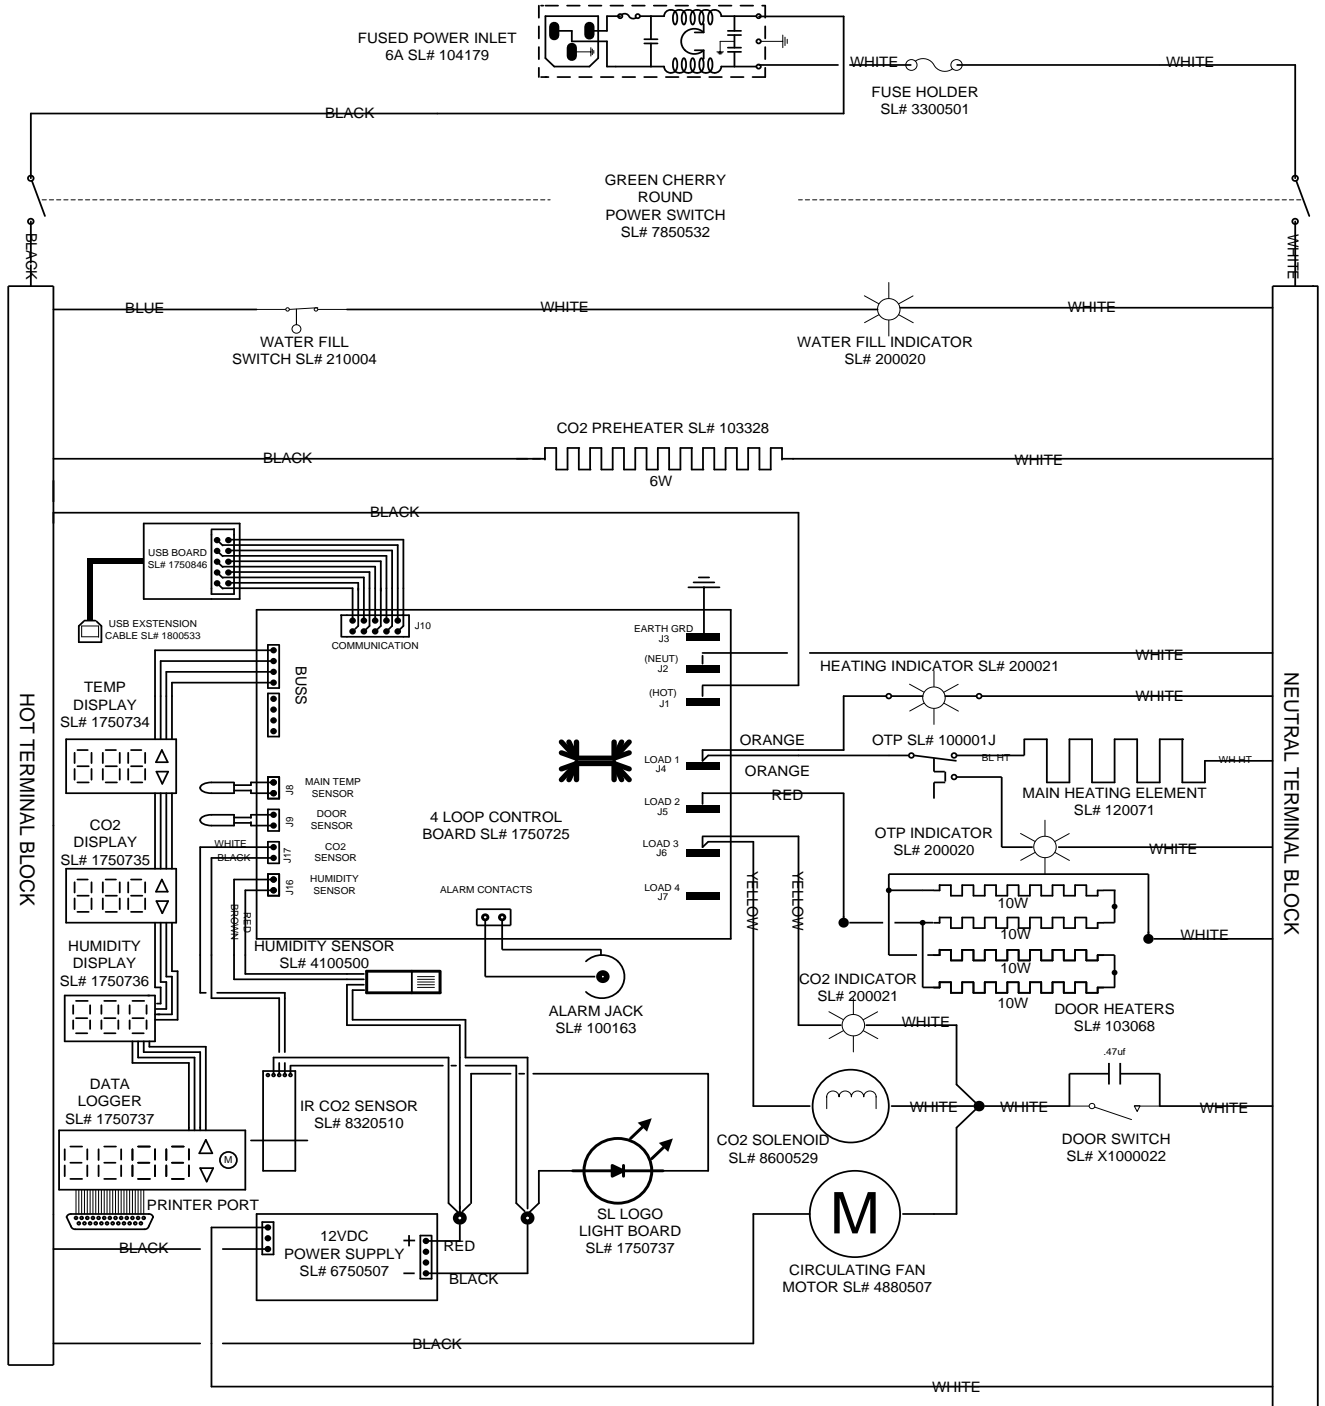 FUSED POWER INLET
6A SL# 104179
WHITE
WHITE
FUSE HOLDER
SL# 3300501
BLACK
GREEN CHERRY
ROUND
POWER SWITCH
SL# 7850532
BLACK
WHITE
BLUE
WHITE
WHITE
WATER FILL
SWITCH SL# 210004
WATER FILL INDICATOR
SL# 200020
CO2 PREHEATER SL# 103328
BLACK
WHITE
6W
BLACK
USB BOARD
SL# 1750846
USB EXSTENSION
CABLE SL# 1800533
J10
COMMUNICATION
EARTH GRD
J3
(NEUT)
J2
WHITE
HEATING INDICATOR SL# 200021
BUSS
(HOT)
J1
WHITE
TEMP
DISPLAY
SL# 1750734
HOT TERMINAL BLOCK
NEUTRAL TERMINAL BLOCK
ORANGE
OTP SL# 100001J
LOAD 1
J4
BL HT
WH HT
ORANGE
MAIN TEMP
SENSOR
J8
MAIN HEATING ELEMENT
SL# 120071
RED
LOAD 2
J5
DOOR
SENSOR
J9
4 LOOP CONTROL
BOARD SL# 1750725
CO2
DISPLAY
SL# 1750735
OTP INDICATOR
SL# 200020
WHITE
WHITE
BLACK
J17
CO2
SENSOR
LOAD 3
J6
J16
HUMIDITY
SENSOR
ALARM CONTACTS
LOAD 4
J7
YELLOW
YELLOW
10W
BROWN
RED
10W
WHITE
HUMIDITY
DISPLAY
SL# 1750736
HUMIDITY SENSOR
SL# 4100500
10W
CO2 INDICATOR
SL# 200021
10W
ALARM JACK
SL# 100163
DOOR HEATERS
SL# 103068
WHITE
.47uf
DATA
LOGGER
SL# 1750737
IR CO2 SENSOR
SL# 8320510
WHITE
WHITE
WHITE
CO2 SOLENOID
SL# 8600529
DOOR SWITCH
SL# X1000022
M
PRINTER PORT
SL LOGO
LIGHT BOARD
SL# 1750737
M
BLACK
12VDC
POWER SUPPLY
SL# 6750507
+
−
RED
BLACK
CIRCULATING FAN
MOTOR SL# 4880507
BLACK
WHITE